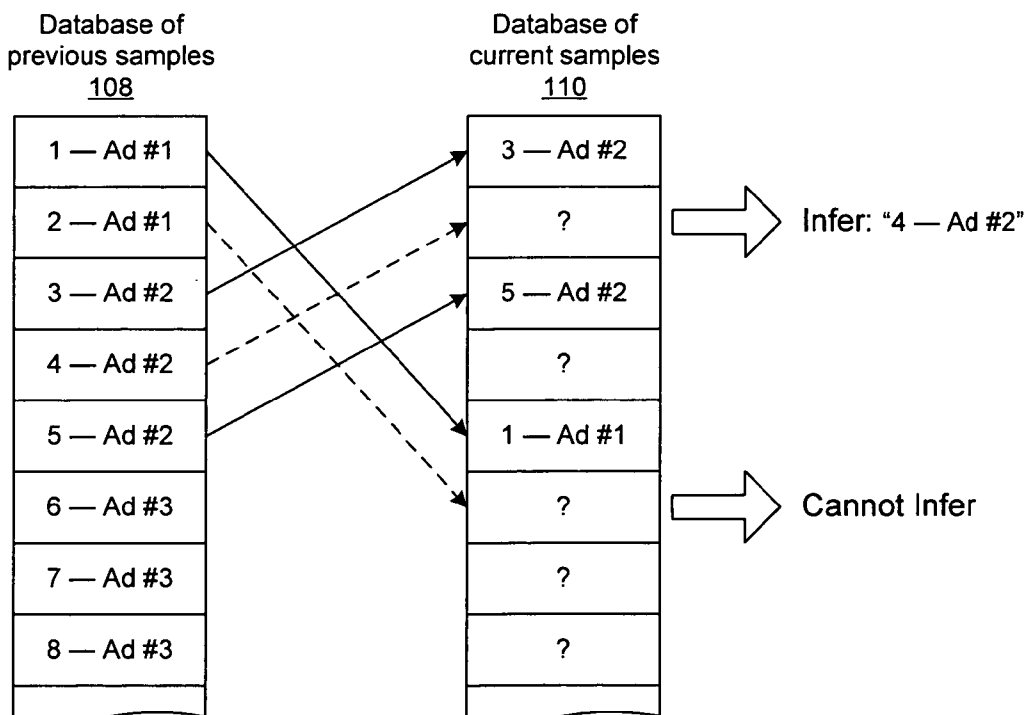 Database of
previous samples
108
1 — Ad #1
2 — Ad #1
3 — Ad #2
4 — Ad #2
5 — Ad #2
6 — Ad #3
7 — Ad #3
8 — Ad #3
Database of
current samples
110
3 — Ad #2
?
5 — Ad #2
?
1 — Ad #1
?
?
?
Infer: “4 — Ad #2”
Cannot Infer